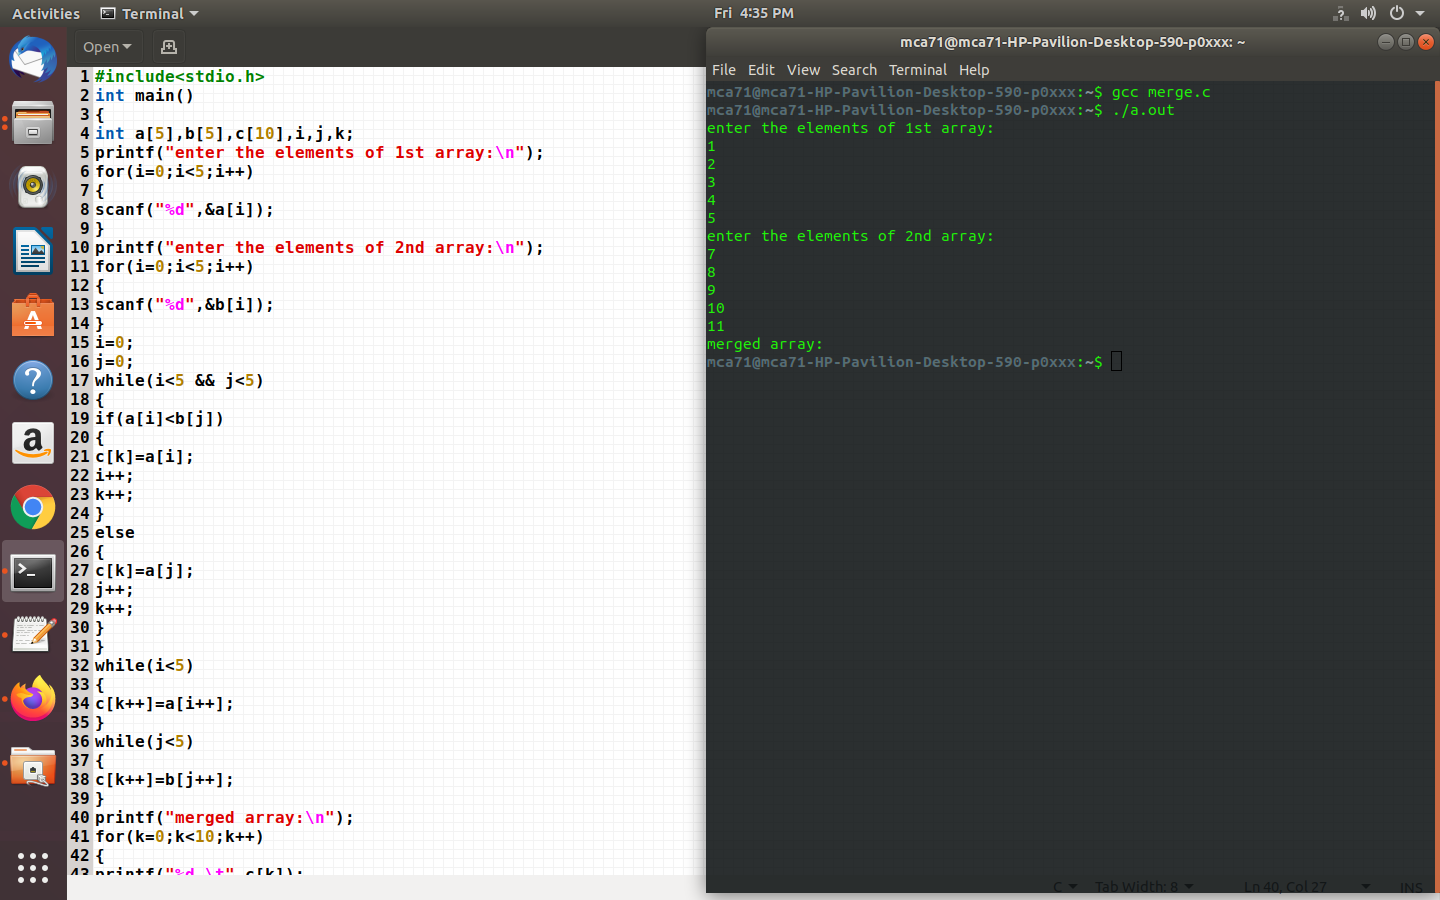 Activities Terminal Fri 4:35 PM
Open
mca71@mca71-HP-Pavilion-Desktop-590-p0xxx: ~
File Edit View Search Terminal Help
1 #include<stdio.h>
2 int main()
3 {
4 int a[5],b[5],c[10],i,j,k;
5 printf("enter the elements of 1st array:\n");
6 for(i=0;i<5;i++)
7 {
8 scanf("%d",&a[i]);
9 }
10 printf("enter the elements of 2nd array:\n");
11 for(i=0;i<5;i++)
12 {
13 scanf("%d",&b[i]);
14 }
15 i=0;
16 j=0;
17 while(i<5 && j<5)
18 {
19 if(a[i]<b[j])
20 {
21 c[k]=a[i];
22 i++;
23 k++;
24 }
25 else
26 {
27 c[k]=a[j];
28 j++;
29 k++;
30 }
31 }
32 while(i<5)
33 {
34 c[k++]=a[i++];
35 }
36 while(j<5)
37 {
38 c[k++]=b[j++];
39 }
40 printf("merged array:\n");
41 for(k=0;k<10;k++)
42 {
43 printf("%d \t",c[k]);
mca71@mca71-HP-Pavilion-Desktop-590-p0xxx:~$ gcc merge.c
mca71@mca71-HP-Pavilion-Desktop-590-p0xxx:~$ ./a.out
enter the elements of 1st array:
1
2
3
4
5
enter the elements of 2nd array:
7
8
9
10
11
merged array:
mca71@mca71-HP-Pavilion-Desktop-590-p0xxx:~$
C Tab Width: 8 Ln 40, Col 27 INS